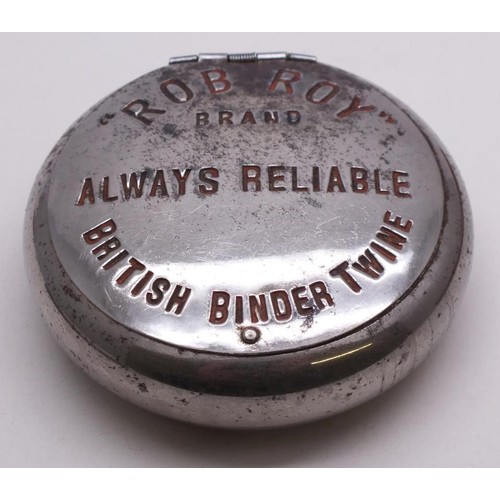 "ROB ROY"
BRAND
ALWAYS RELIABLE
BRITISH BINDER TWINE